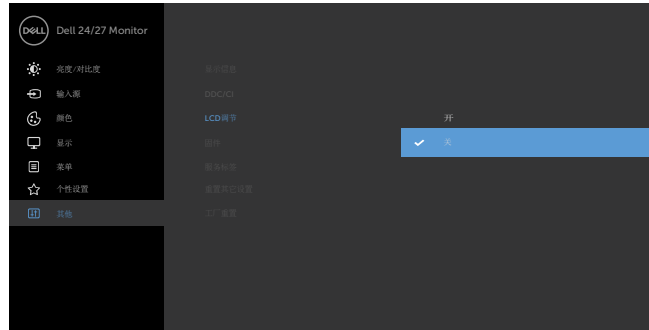 DELL
Dell 24/27 Monitor
亮度/对比度
输入源
颜色
显示
菜单
个性设置
其他
显示信息
DDC/CI
LCD调节
固件
服务标签
重置其它设置
工厂重置
开
关